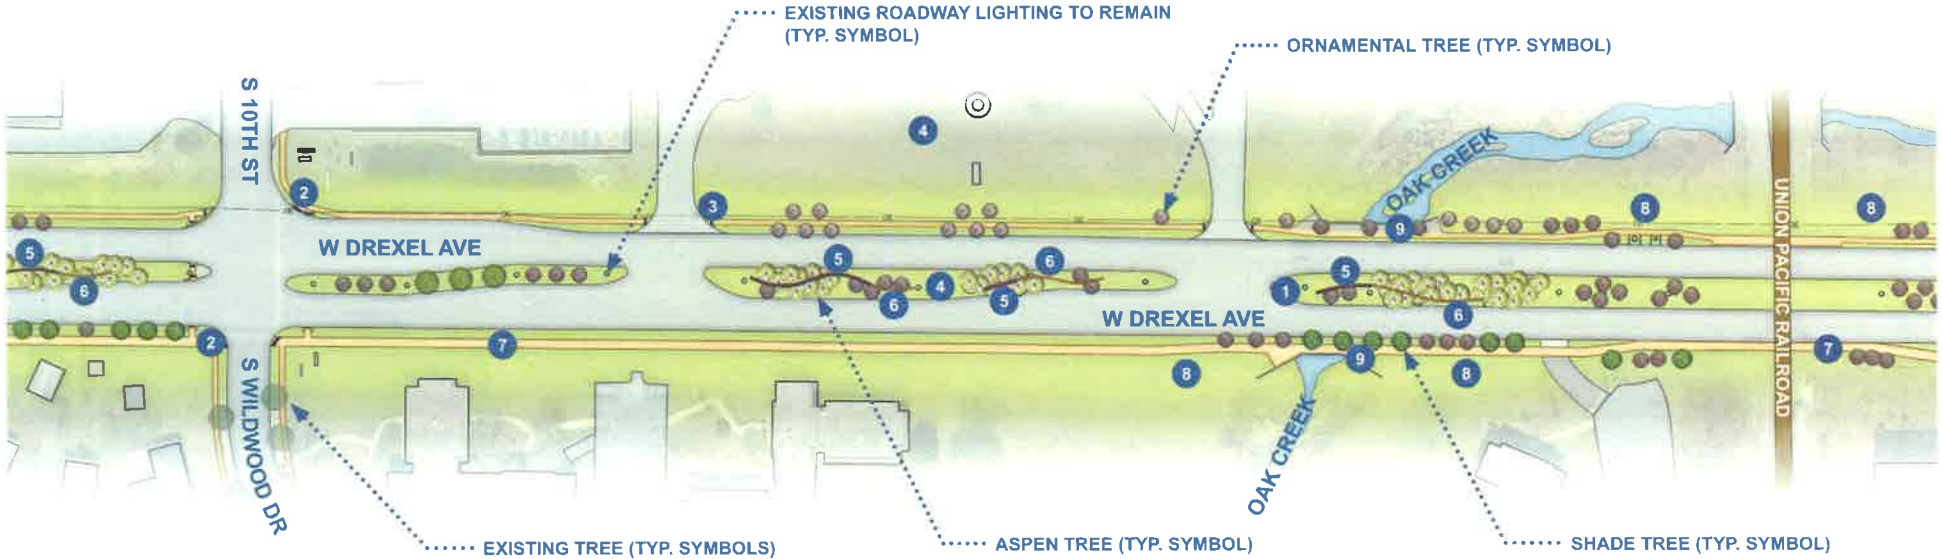 EXISTING ROADWAY LIGHTING TO REMAIN
(TYP. SYMBOL)
ORNAMENTAL TREE (TYP. SYMBOL)
S 10TH ST
4
OAK CREEK
UNION PACIFIC RAILROAD
2
3
8
8
9
W DREXEL AVE
5
5
6
5
6
4
1
6
5
6
6
W DREXEL AVE
2
7
7
8
9
8
S WILDWOOD DR
OAK CREEK
EXISTING TREE (TYP. SYMBOLS)
ASPEN TREE (TYP. SYMBOL)
SHADE TREE (TYP. SYMBOL)